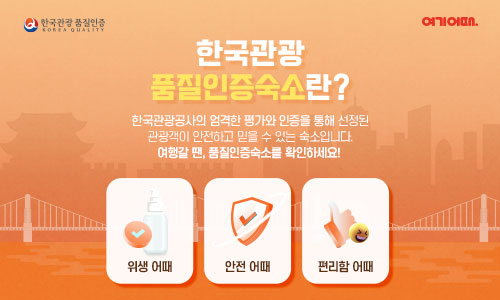 한국관광 품질인증
KOREA QUALITY
여기어때.
한국관광
품질인증숙소란?
한국관광공사의 엄격한 평가와 인증을 통해 선정된
관광객이 안전하고 믿을 수 있는 숙소입니다.
여행갈 땐, 품질인증숙소를 확인하세요!
위생 어때
안전 어때
편리함 어때